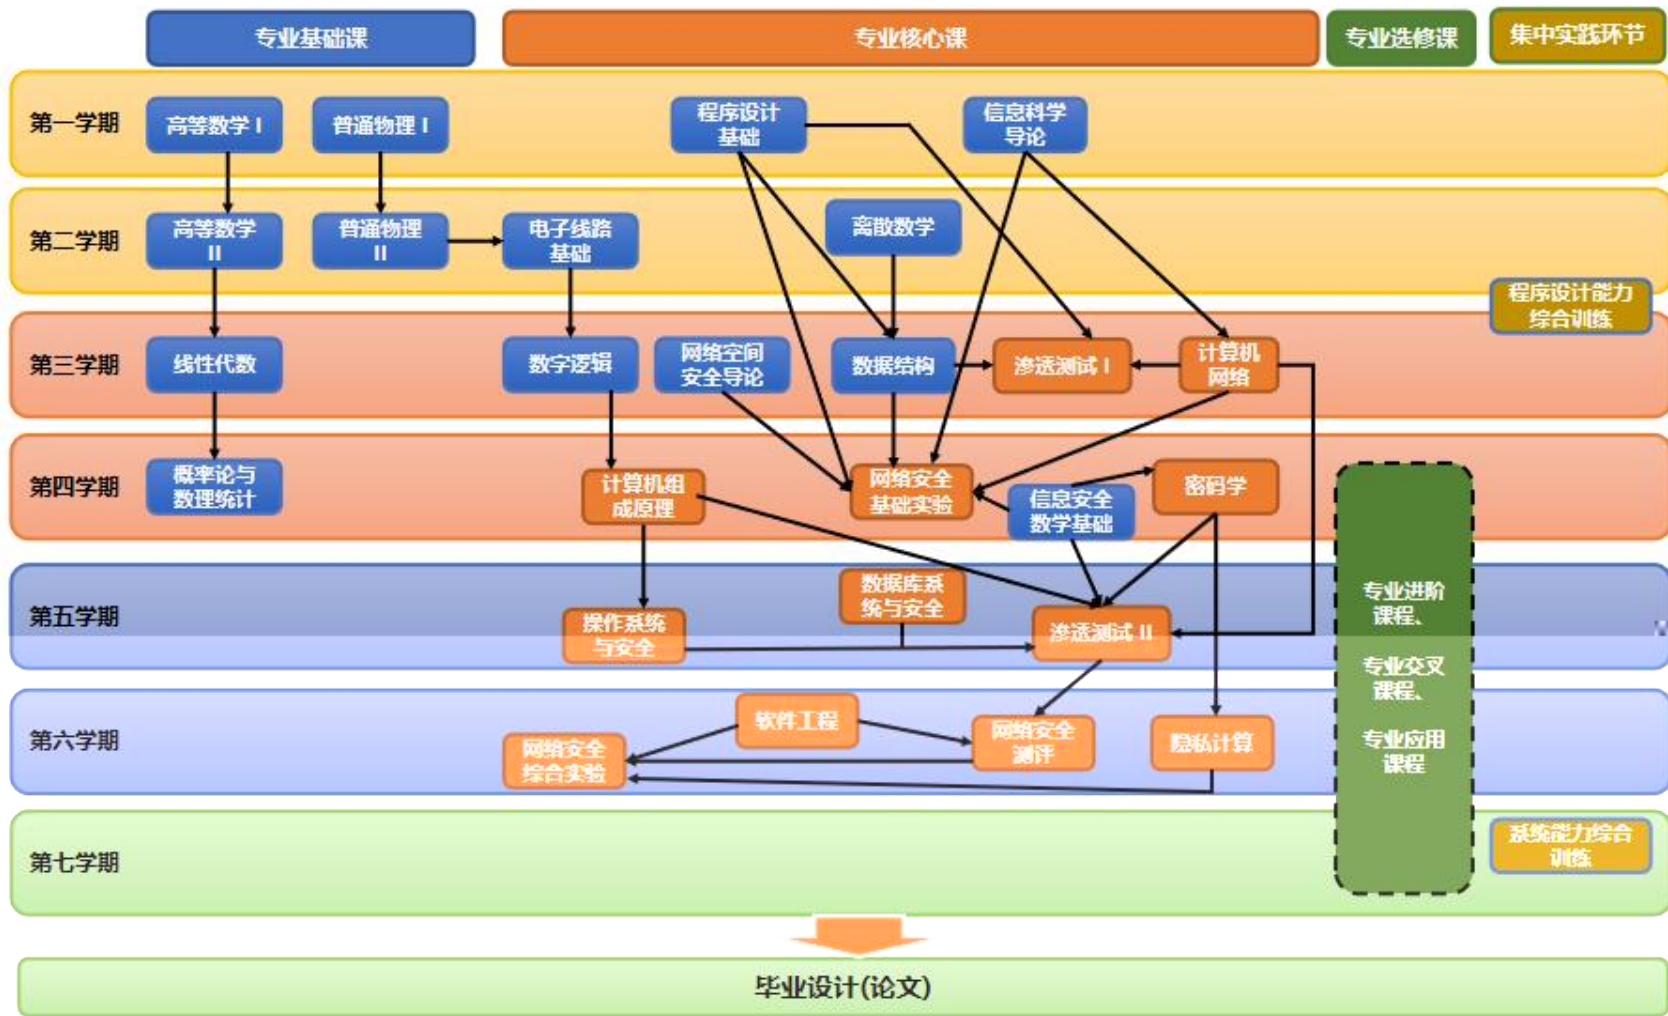 专业基础课
专业核心课
专业选修课
集中实践环节
第一学期
高等数学 I
普通物理 I
程序设计
基础
信息科学
导论
第二学期
高等数学
II
普通物理
II
电子线路
基础
离散数学
程序设计能力
综合训练
第三学期
线性代数
数字逻辑
网络空间
安全导论
数据结构
渗透测试 I
计算机
网络
第四学期
概率论与
数理统计
计算机组
成原理
网络安全
基础实验
信息安全
数学基础
密码学
第五学期
操作系统
与安全
数据库系
统与安全
渗透测试 II
专业进阶
课程、
专业交叉
课程、
专业应用
课程
第六学期
网络安全
综合实验
软件工程
网络安全
测评
隐私计算
第七学期
系统能力综合
训练
毕业设计(论文)